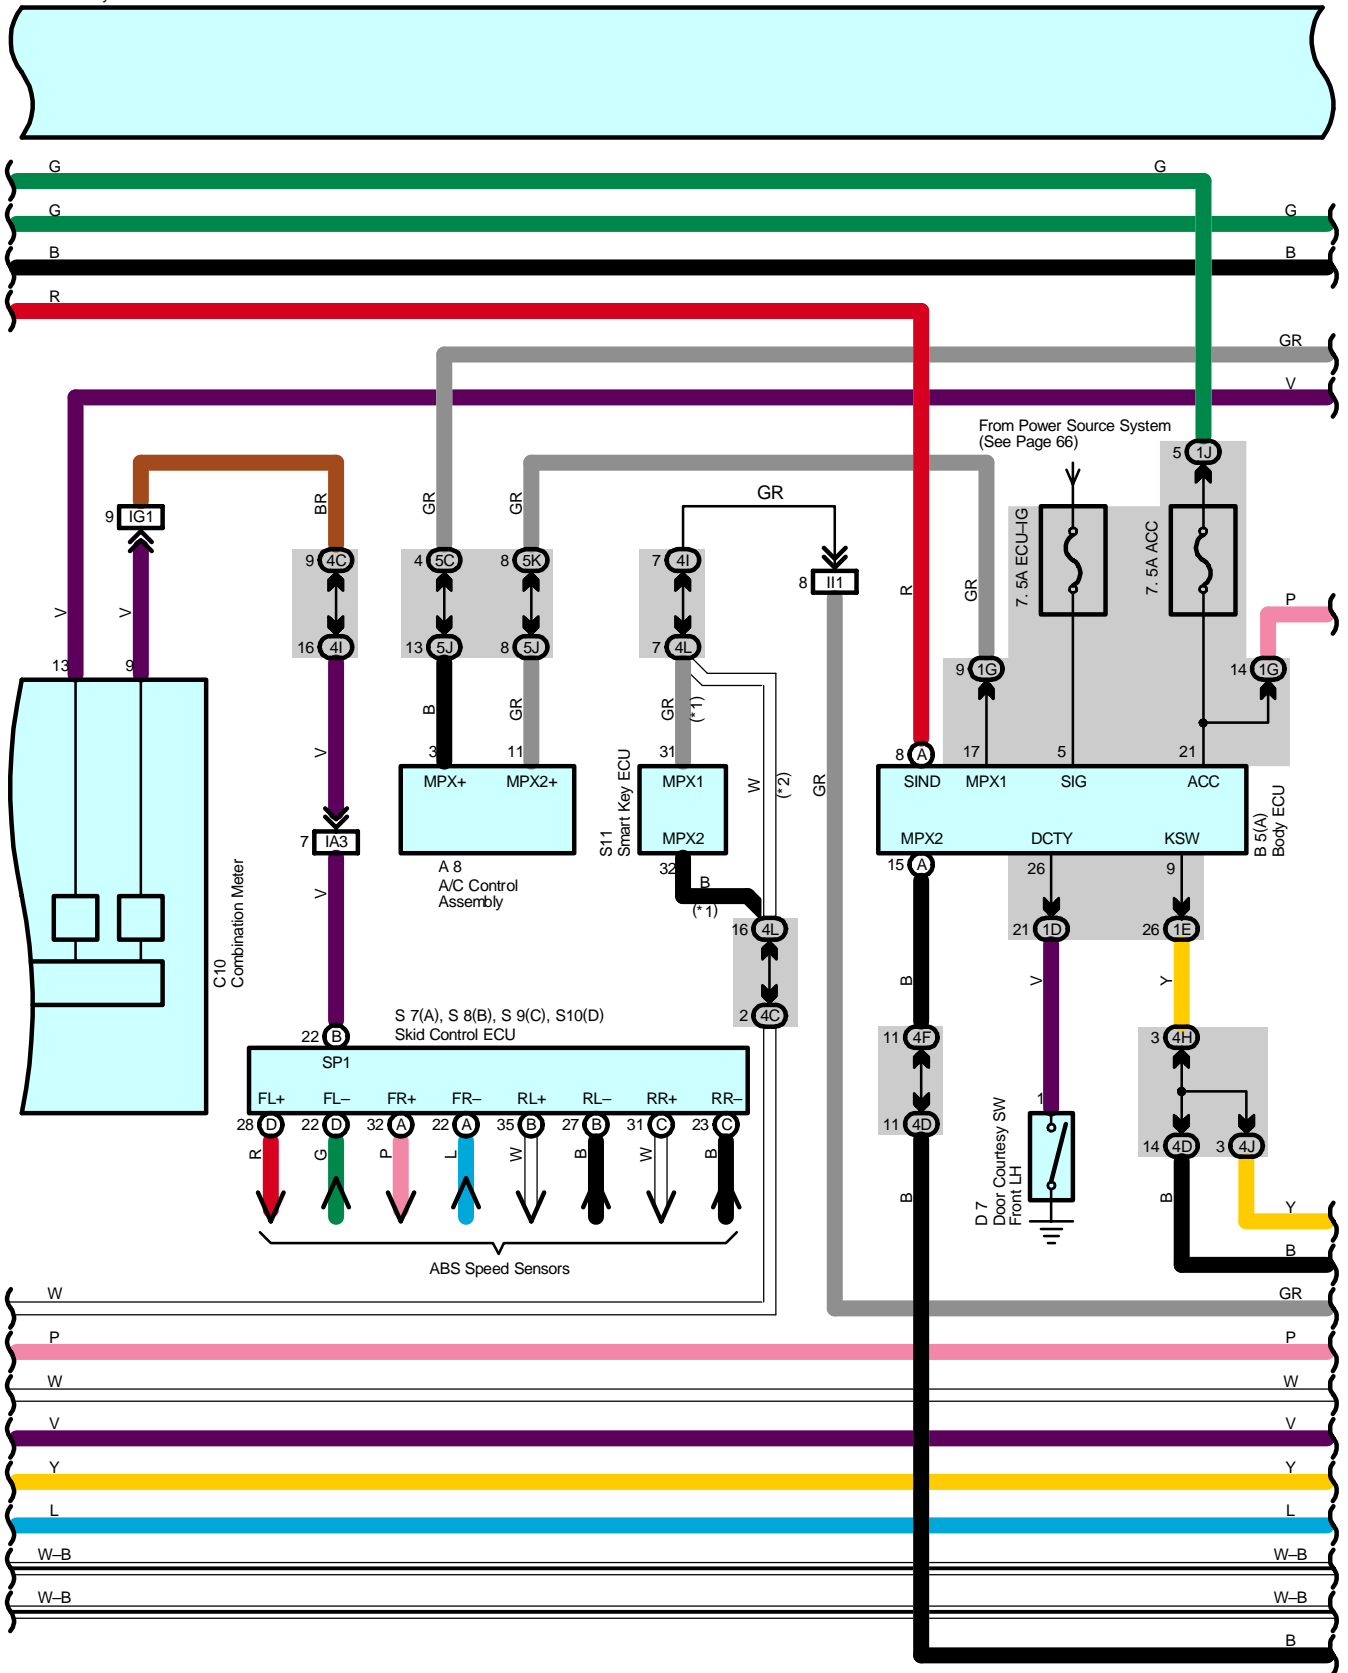 G
G
G
G
B
B
R
GR
V
From Power Source System
(See Page 66)
5 1J
GR
9 IG1
BR
GR
GR
7. 5A ECU–IG
7. 5A ACC
9 4C
4 5C
8 5K
7 4I
8 II1
R
GR
P
V
V
16 4I
13 5J
8 5J
7 4L
9 1G
14 1G
13
9
B
GR
GR
(*1)
V
3
11
31
8 A
17
5
21
MPX+
MPX2+
MPX1
SIND
MPX1
SIG
ACC
W
(*2)
GR
S11
Smart Key ECU
B 5(A)
Body ECU
7 IA3
MPX2
MPX2
DCTY
KSW
A 8
A/C Control
Assembly
32
15 A
26
9
V
B
(*1)
C10
Combination Meter
16 4L
21 1D
26 1E
B
V
Y
S 7(A), S 8(B), S 9(C), S10(D)
Skid Control ECU
2 4C
22 B
11 4F
3 4H
SP1
FL+
FL–
FR+
FR–
RL+
RL–
RR+
RR–
1
28 D
22 D
32 A
22 A
35 B
27 B
31 C
23 C
11 4D
14 4D
3 4J
R
G
P
L
W
B
W
B
B
D 7
Door Courtesy SW
Front LH
B
Y
ABS Speed Sensors
B
W
GR
P
P
W
W
V
V
Y
Y
L
L
W–B
W–B
W–B
W–B
B